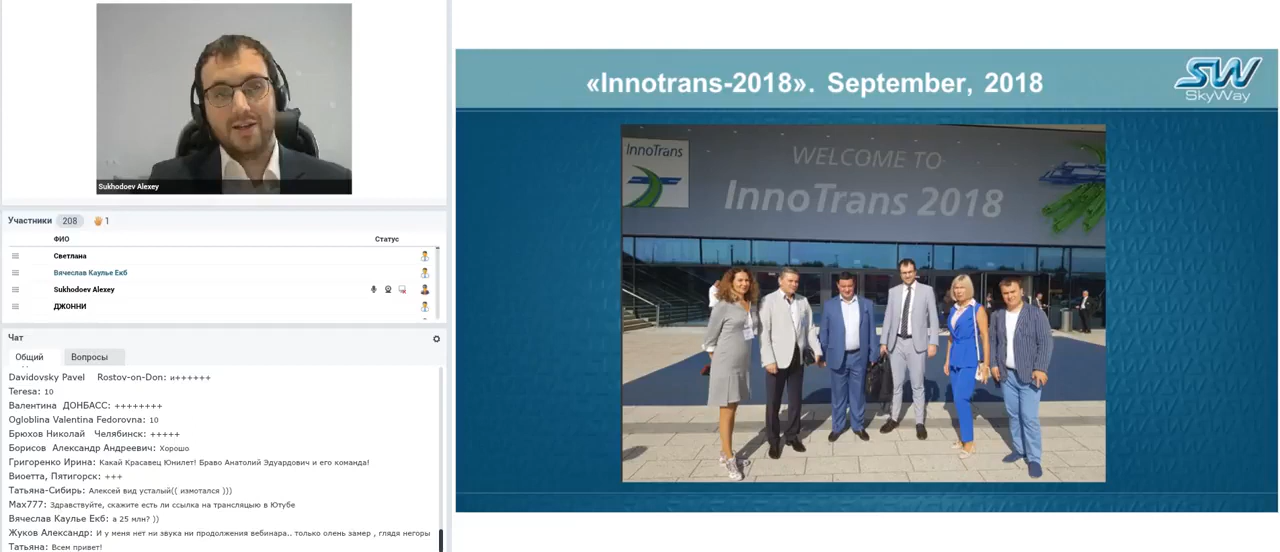 Sukhodoev Alexey
Участники 208 1
ФИО Статус
Светлана
Вячеслав Каулье Екб
Sukhodoev Alexey
ДЖОННИ
Чат
Общий Вопросы
Davidovsky Pavel Rostov-on-Don: и++++++
Teresa: 10
Валентина ДОНБАСС: ++++++++
Ogloblina Valentina Fedorovna: 10
Брюхов Николай Челябинск: +++++
Борисов Александр Андреевич: Хорошо
Григоренко Ирина: Какай Красавец Юнилет! Браво Анатолий Эдуардович и его команда!
Виоетта, Пятигорск: +++
Татьяна-Сибирь: Алексей вид усталый(( измотался )))
Max777: Здравствуйте, скажите есть ли ссылка на трансляцыю в Ютубе
Вячеслав Каулье Екб: а 25 млн? ))
Жуков Александр: И у меня нет ни звука ни продолжения вебинара.. только олень замер , глядя негоры
Татьяна: Всем привет!
«Innotrans-2018». September, 2018
SW
SkyWay
InnoTrans
WELCOME TO
InnoTrans 2018